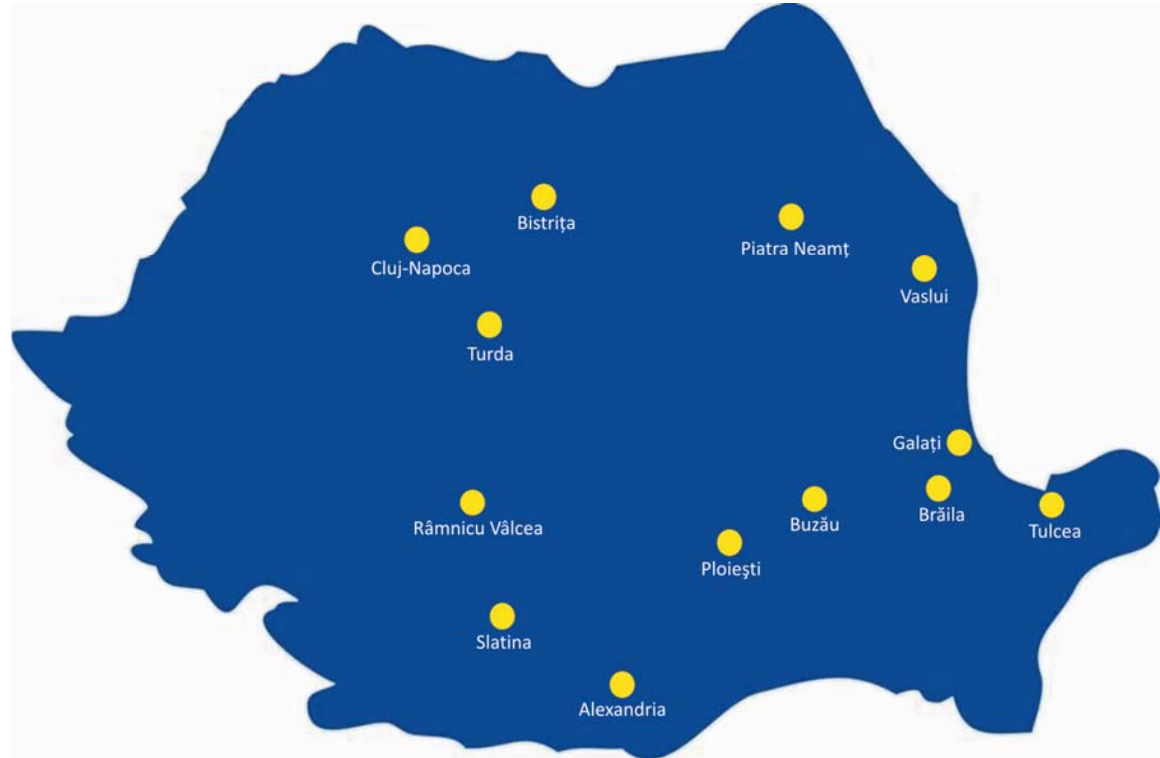 Bistrița
Piatra Neamț
Cluj-Napoca
Vaslui
Turda
Galați
Brăila
Buzău
Tulcea
Râmnicu Vâlcea
Ploiești
Slatina
Alexandria